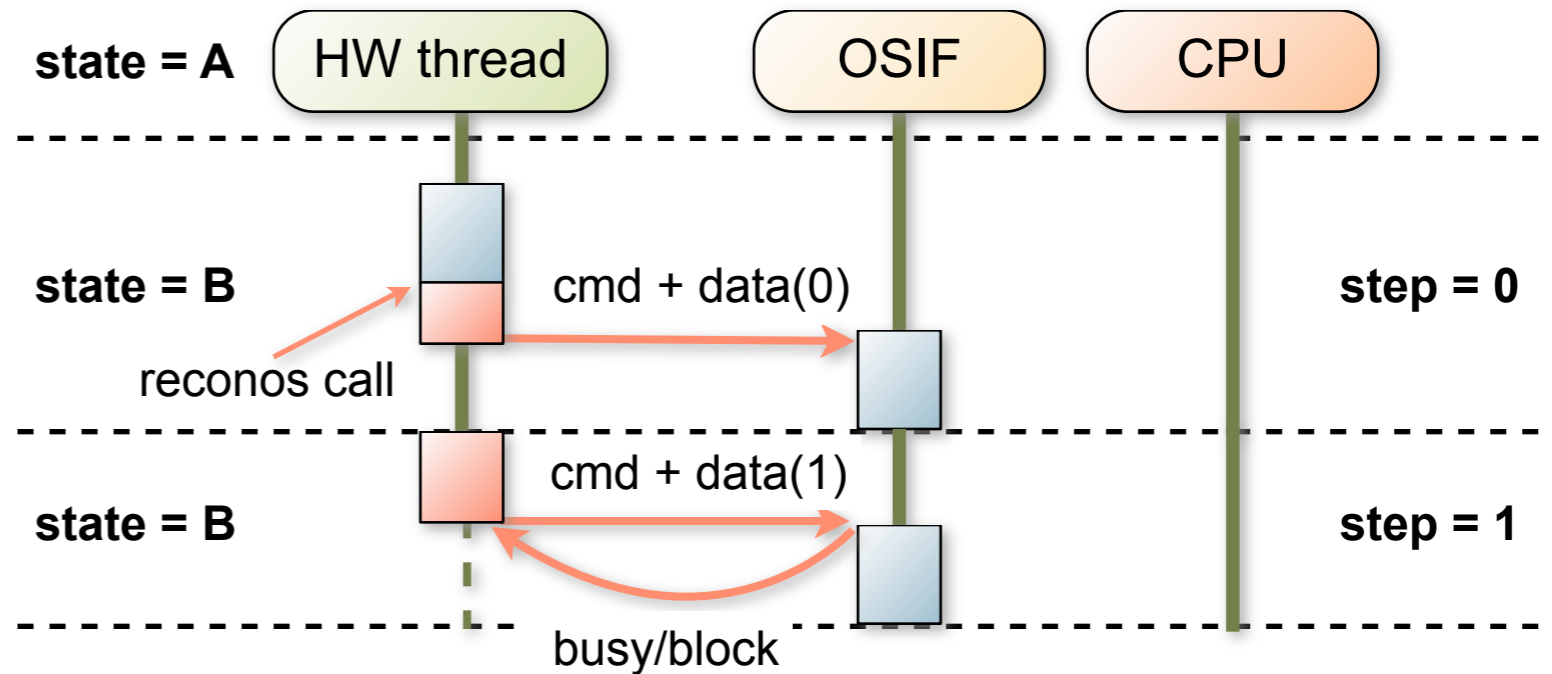 state = A
HW thread
OSIF
CPU
state = B
cmd + data(0)
step = 0
reconos call
cmd + data(1)
state = B
step = 1
busy/block